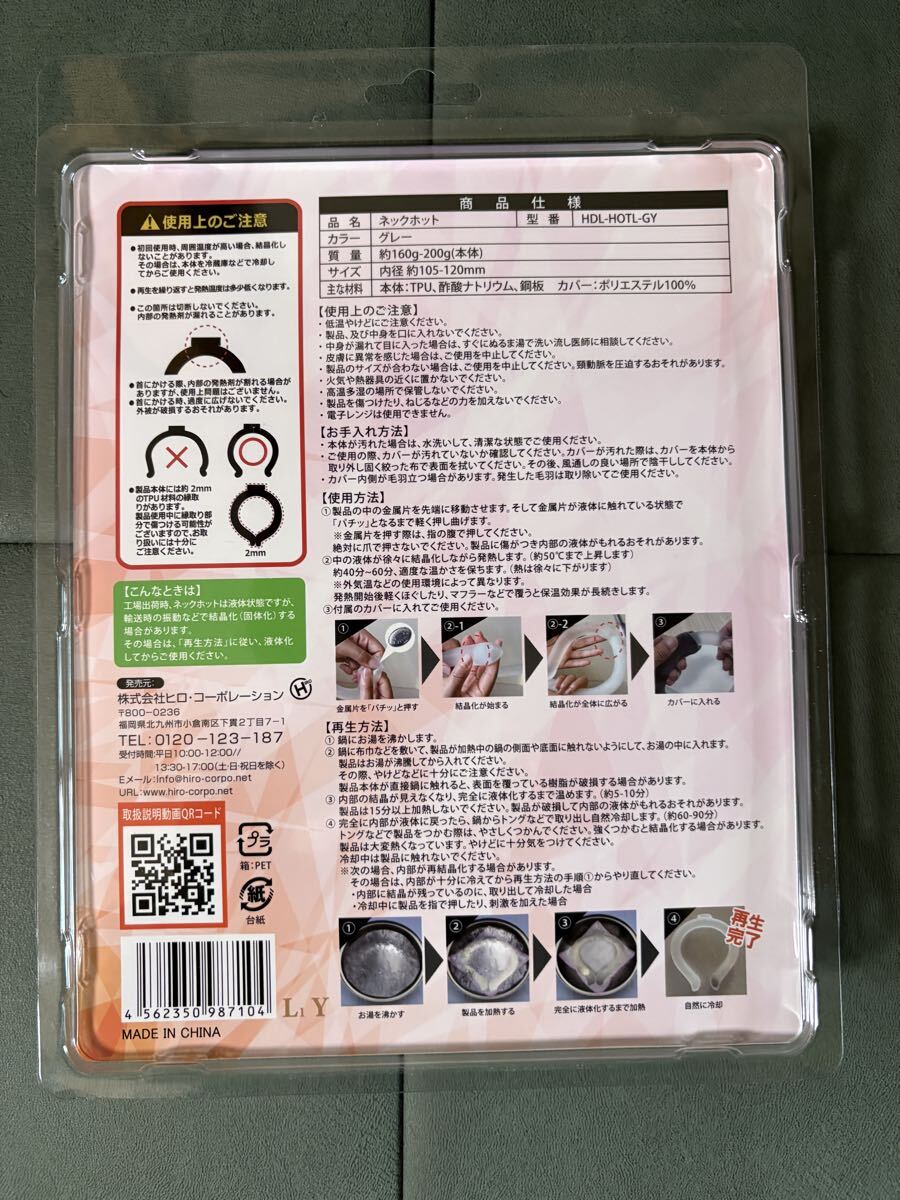 ⚠使用上のご注意
●初回使用時、周囲温度が高い場合、結晶化し
ないことがあります。
その場合は、本体を冷蔵庫などで冷却し
てからご使用ください。
●再生を繰り返すと発熱温度は多少低くなります。
●この箇所は切断しないでください。
内部の発熱剤が漏れることがあります。
●首にかける際、内部の発熱剤が割れる場合が
ありますが、使用上問題はございません。
●首にかける時、過度に広げないでください。
外被が破損するおそれがあります。
●製品本体には約 2mm
のTPU材料の縁取
りがあります。
製品使用中に縁取り部
分で傷つける可能性が
ございますので、お取
り扱いには十分に
ご注意ください。
2mm
【こんなときは】
工場出荷時、ネックホットは液体状態ですが、
輸送時の振動などで結晶化(固体化)する
場合があります。
その場合は、「再生方法」に従い、液体化
してからご使用ください。
発売元:
株式会社ヒロ・コーポレーション
〒800-0236
福岡県北九州市小倉南区下貫2丁目7-1
TEL:0120-123-187
受付時間:平日10:00-12:00//
13:30-17:00(土・日・祝日を除く)
Eメール:info@hiro-corpo.net
URL:www.hiro-corpo.net
取扱説明動画QRコード
プラ
箱:PET
紙
台紙
4 562350 987104
L1 Y
MADE IN CHINA
商品仕様
品名 ネックホット 型番 HDL-HOTL-GY
カラー グレー
質量 約160g-200g(本体)
サイズ 内径 約105-120mm
主な材料 本体:TPU、酢酸ナトリウム、鋼板 カバー:ポリエステル100%
【使用上のご注意】
・低温やけどにご注意ください。
・製品、及び中身を口に入れないでください。
・中身が漏れて目に入った場合は、すぐにぬるま湯で洗い流し医師に相談してください。
・皮膚に異常を感じた場合は、ご使用を中止してください。
・製品のサイズが合わない場合は、ご使用を中止してください。頸動脈を圧迫するおそれがあります。
・火気や熱器具の近くに置かないでください。
・高温多湿の場所で保管しないでください。
・製品を傷つけたり、ねじるなどの力を加えないでください。
・電子レンジは使用できません。
【お手入れ方法】
・本体が汚れた場合は、水洗いして、清潔な状態でご使用ください。
・ご使用の際、カバーが汚れていないか確認してください。カバーが汚れた際は、カバーを本体から
取り外し固く絞った布で表面を拭いてください。その後、風通しの良い場所で陰干ししてください。
・カバー内側が毛羽立つ場合があります。発生した毛羽は取り除いてご使用ください。
【使用方法】
①製品の中の金属片を先端に移動させます。そして金属片が液体に触れている状態で
「パチッ」となるまで軽く押し曲げます。
※金属片を押す際は、指の腹で押してください。
絶対に爪で押さないでください。製品に傷がつき内部の液体がもれるおそれがあります。
②中の液体が徐々に結晶化しながら発熱します。(約50℃まで上昇します)
約40分~60分、適度な温かさを保ちます。(熱は徐々に下がります)
※外気温などの使用環境によって異なります。
発熱開始後軽くほぐしたり、マフラーなどで覆うと保温効果が長続きします。
③付属のカバーに入れてご使用ください。
①
②-1
②-2
③
金属片を「パチッ」と押す
結晶化が始まる
結晶化が全体に広がる
カバーに入れる
【再生方法】
① 鍋にお湯を沸かします。
② 鍋に布巾などを敷いて、製品が加熱中の鍋の側面や底面に触れないようにして、お湯の中に入れます。
製品はお湯が沸騰してから入れてください。
その際、やけどなどに十分にご注意ください。
製品本体が直接鍋に触れると、表面を覆っている樹脂が破損する場合があります。
③ 内部の結晶が見えなくなり、完全に液体化するまで温めます。(約5-10分)
製品は15分以上加熱しないでください。製品が破損して内部の液体がもれるおそれがあります。
④ 完全に内部が液体に戻ったら、鍋からトングなどで取り出し自然冷却します。(約60-90分)
トングなどで製品をつかむ際は、やさしくつかんでください。強くつかむと結晶化する場合があります。
製品は大変熱くなっています。やけどに十分気をつけてください。
冷却中は製品に触れないでください。
※次の場合、内部が再結晶化する場合があります。
その場合は、内部が十分に冷えてから再生方法の手順①からやり直してください。
・内部に結晶が残っているのに、取り出して冷却した場合
・冷却中に製品を指で押したり、刺激を加えた場合
①
②
③
④
再生
完了
お湯を沸かす
製品を加熱する
完全に液体化するまで加熱
自然に冷却